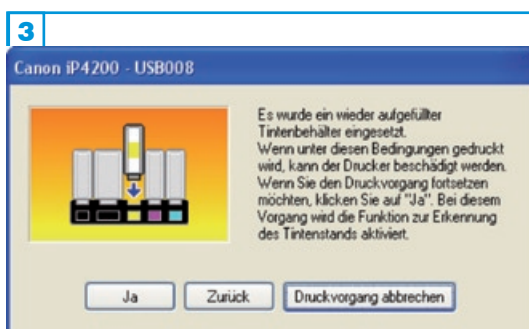 3
Canon iP4200 - USB008
Es wurde ein wieder aufgefüllter
Tintenbehälter eingesetzt.
Wenn unter diesen Bedingungen gedruckt
wird, kann der Drucker beschädigt werden.
Wenn Sie den Druckvorgang fortsetzen
möchten, klicken Sie auf "Ja". Bei diesem
Vorgang wird die Funktion zur Erkennung
des Tintenstands aktiviert.
Ja Zurück Druckvorgang abbrechen